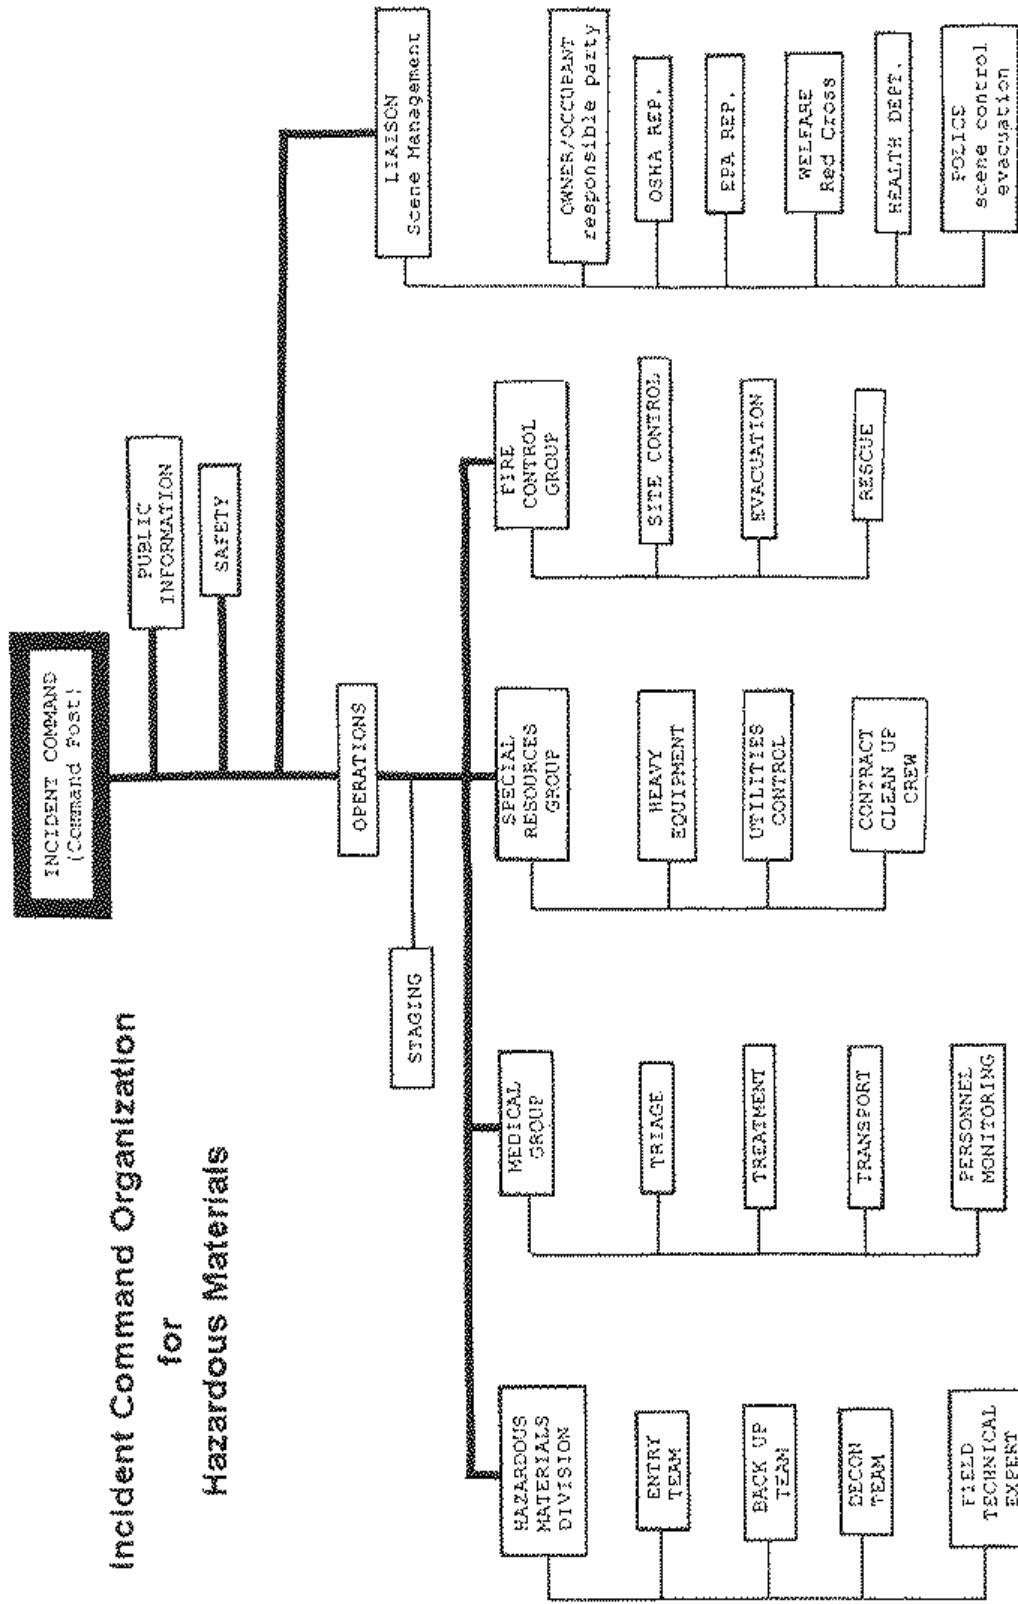 Incident Command Organization
for
Hazardous Materials
INCIDENT COMMAND
(Command Post)
PUBLIC
INFORMATION
SAFETY
OPERATIONS
STAGING
LIAISON
Scene Management
HAZARDOUS
MATERIALS
DIVISION
ENTRY
TEAM
BACK UP
TEAM
DECON
TEAM
FIELD
TECHNICAL
EXPERT
MEDICAL
GROUP
TRIAGE
TREATMENT
TRANSPORT
PERSONNEL
MONITORING
SPECIAL
RESOURCES
GROUP
HEAVY
EQUIPMENT
UTILITIES
CONTROL
CONTRACT
CLEAN UP
CREW
FIRE
CONTROL
GROUP
SITE CONTROL
EVACUATION
RESCUE
OWNER/OCCUPANT
responsible party
OSHA REP.
EPA REP.
WELFARE
Red Cross
HEALTH DEPT.
POLICE
scene control
evacuation